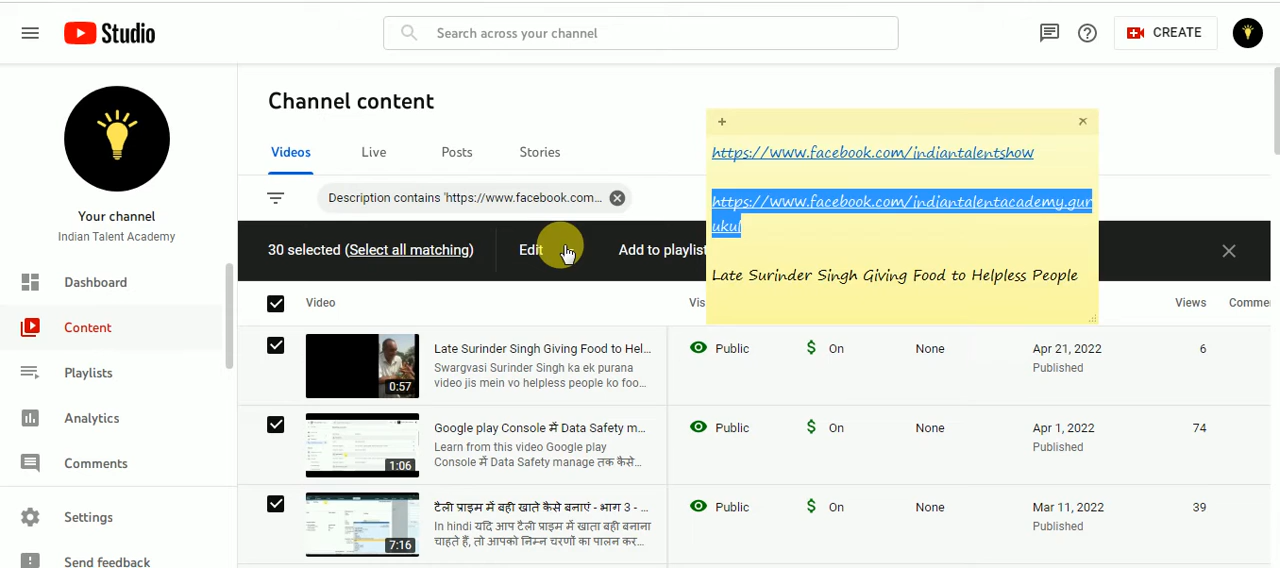 Studio
Search across your channel
CREATE
Your channel
Indian Talent Academy
Dashboard
Content
Playlists
Analytics
Comments
Settings
Send feedback
Channel content
Videos
Live
Posts
Stories
Description contains 'https://www.facebook.com...
30 selected (Select all matching)
Edit
Add to playlist
https://www.facebook.com/indiantalentshow
https://www.facebook.com/indiantalentacademy.gur
ukul
Late Surinder Singh Giving Food to Helpless People
Video
Vis
Views
Comme
Late Surinder Singh Giving Food to Hel...
Swargvasi Surinder Singh ka ek purana
video jis mein vo helpless people ko foo...
0:57
Public
On
None
Apr 21, 2022
Published
6
Google play Console में Data Safety m...
Learn from this video Google play
Console में Data Safety manage तक कैसे...
1:06
Public
On
None
Apr 1, 2022
Published
74
टैली प्राइम में बही खाते कैसे बनाएं - भाग 3 - ...
In hindi यदि आप टैली प्राइम में खाता बही बनाना
चाहते हैं, तो आपको निम्न चरणों का पालन कर...
7:16
Public
On
None
Mar 11, 2022
Published
39